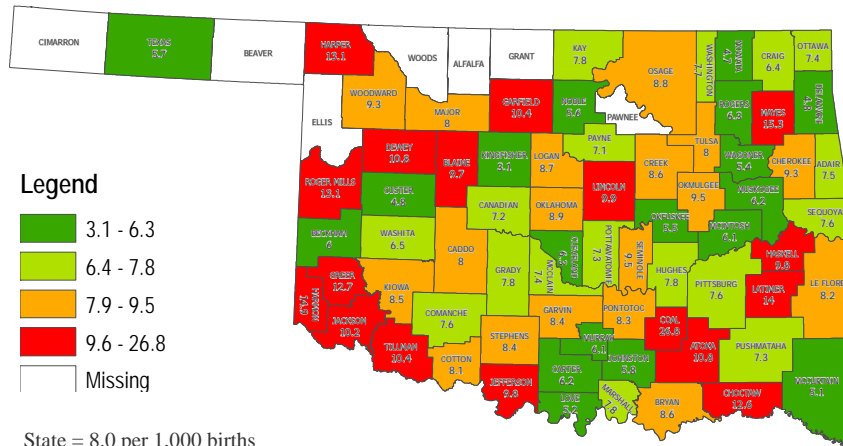 CIMARRON
TEXAS
5.7
BEAVER
HARPER
13.1
WOODS
ALFALFA
GRANT
KAY
7.8
OSAGE
8.8
WASHINGTON
7.7
NOWATA
4.7
CRAIG
6.4
OTTAWA
7.4
ELLIS
WOODWARD
9.3
MAJOR
8
GARFIELD
10.4
NOBLE
5.6
PAWNEE
ROGERS
6.3
MAYES
15.3
DELAWARE
4.8
DEWEY
10.8
BLAINE
9.7
KINGFISHER
3.1
LOGAN
8.7
PAYNE
7.1
CREEK
8.6
TULSA
8
WAGONER
5.4
CHEROKEE
9.3
ADAIR
7.5
ROGER MILLS
13.1
CUSTER
4.8
CANADIAN
7.2
OKLAHOMA
8.9
LINCOLN
9.9
OKMULGEE
9.5
MUSKOGEE
6.2
SEQUOYA
7.6
BECKHAM
6
WASHITA
6.5
CADDO
8
GRADY
7.8
MCCLAIN
7.4
CLEVELAND
POTTAWATOMIE
7.3
SEMINOLE
9.5
OKFUSKEE
HUGHES
7.8
MCINTOSH
6.1
PITTSBURG
7.6
HASKELL
LATIMER
14
LE FLORE
8.2
GREER
12.7
HARMON
KIOWA
8.5
JACKSON
10.2
COMANCHE
7.6
TILLMAN
10.4
COTTON
8.1
STEPHENS
8.4
GARVIN
8.4
MURRAY
6.1
PONTOTOC
8.3
COAL
26.8
ATOKA
10.8
PUSHMATAHA
7.3
JEFFERSON
9.8
CARTER
6.2
LOVE
5.2
JOHNSTON
MARSHALL
7.8
BRYAN
8.6
CHOCTAW
12.6
MCCURTAIN
5.1
Legend
3.1 - 6.3
6.4 - 7.8
7.9 - 9.5
9.6 - 26.8
Missing
State = 8.0 per 1,000 births